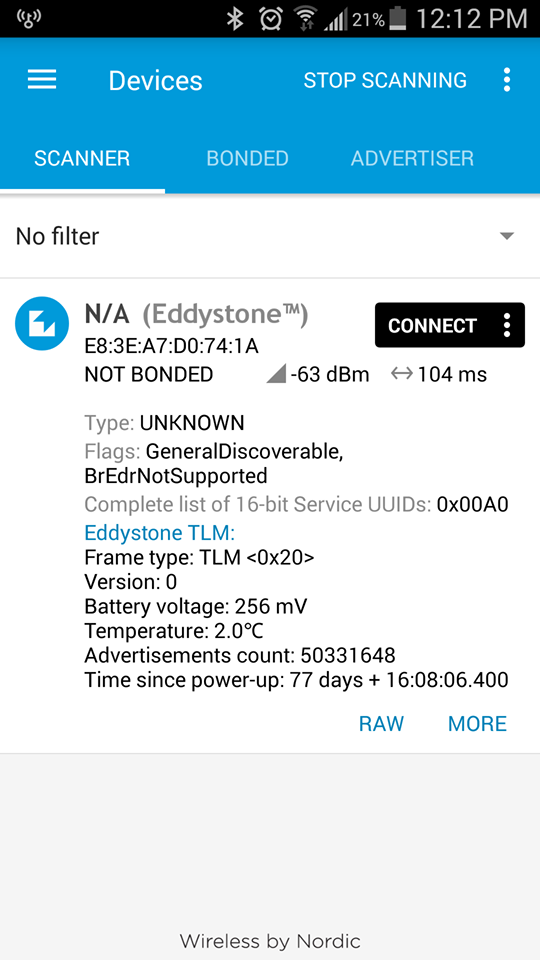 21% 12:12 PM
Devices STOP SCANNING
SCANNER BONDED ADVERTISER
No filter
N/A (Eddystone™) CONNECT
E8:3E:A7:D0:74:1A
NOT BONDED -63 dBm 104 ms
Type: UNKNOWN
Flags: GeneralDiscoverable,
BrEdrNotSupported
Complete list of 16-bit Service UUIDs: 0x00A0
Eddystone TLM:
Frame type: TLM <0x20>
Version: 0
Battery voltage: 256 mV
Temperature: 2.0℃
Advertisements count: 50331648
Time since power-up: 77 days + 16:08:06.400
RAW MORE
Wireless by Nordic